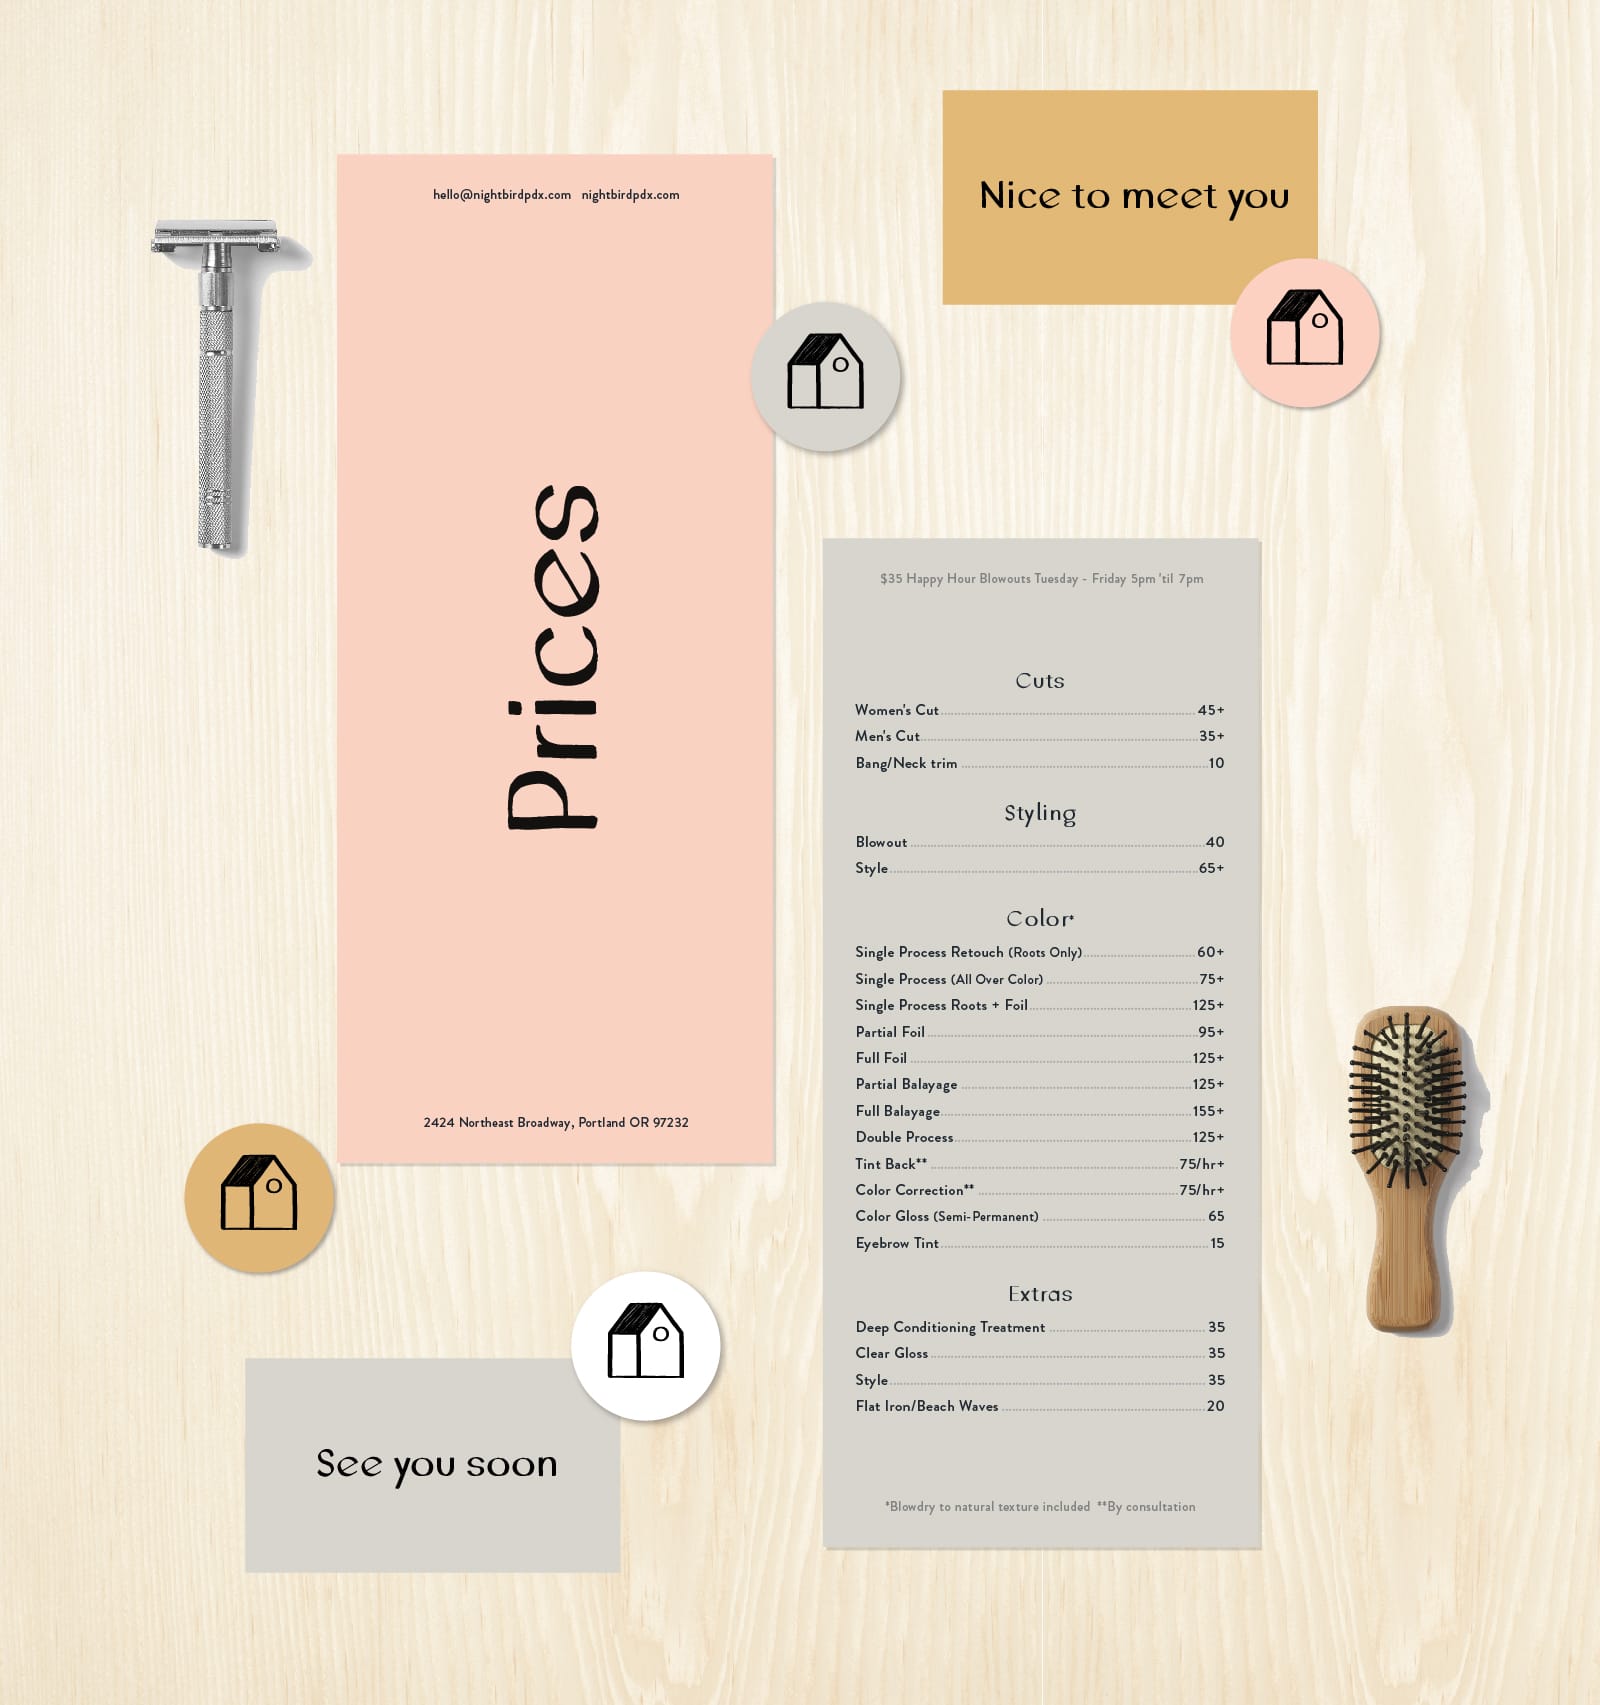 hello@nightbirdpdx.com nightbirdpdx.com
Prices
2424 Northeast Broadway, Portland OR 97232
Nice to meet you
$35 Happy Hour Blowouts Tuesday - Friday 5pm 'til 7pm
Cuts
Women's Cut 45+
Men's Cut 35+
Bang/Neck trim 10
Styling
Blowout 40
Style 65+
Color*
Single Process Retouch (Roots Only) 60+
Single Process (All Over Color) 75+
Single Process Roots + Foil 125+
Partial Foil 95+
Full Foil 125+
Partial Balayage 125+
Full Balayage 155+
Double Process 125+
Tint Back** 75/hr+
Color Correction** 75/hr+
Color Gloss (Semi-Permanent) 65
Eyebrow Tint 15
Extras
Deep Conditioning Treatment 35
Clear Gloss 35
Style 35
Flat Iron/Beach Waves 20
*Blowdry to natural texture included **By consultation
See you soon